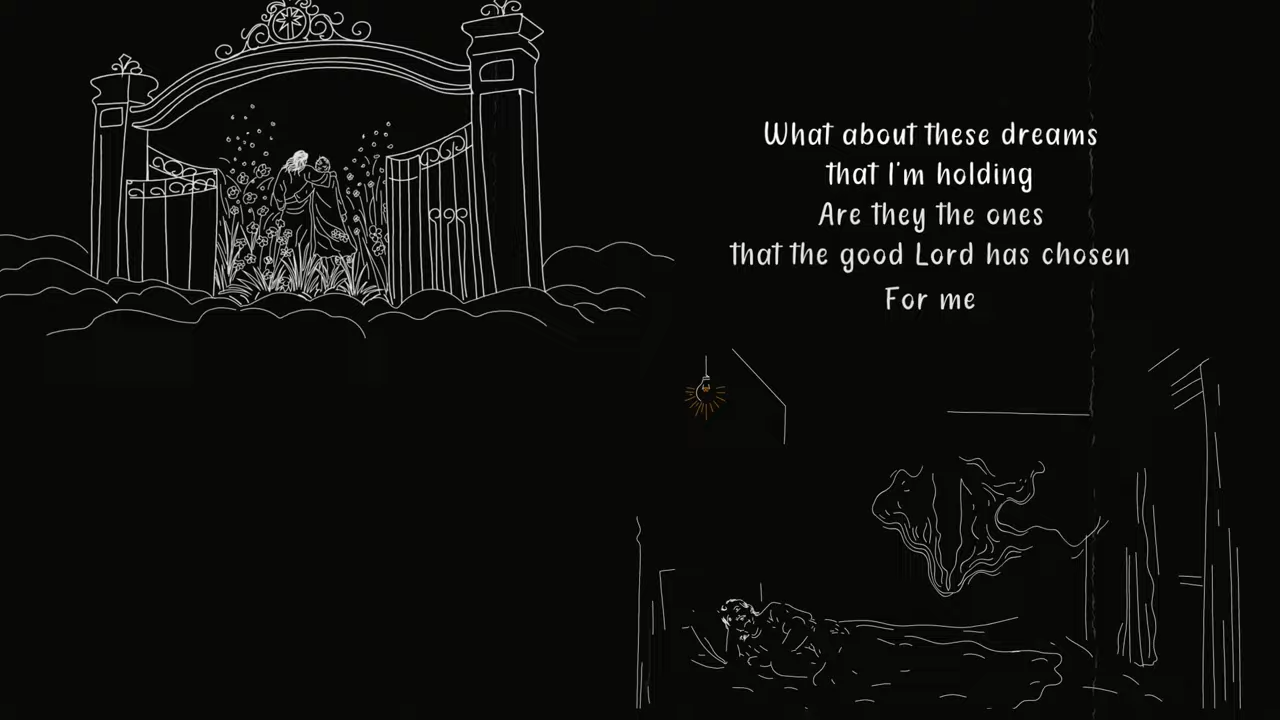 What about these dreams
that I'm holding
Are they the ones
that the good Lord has chosen
For me